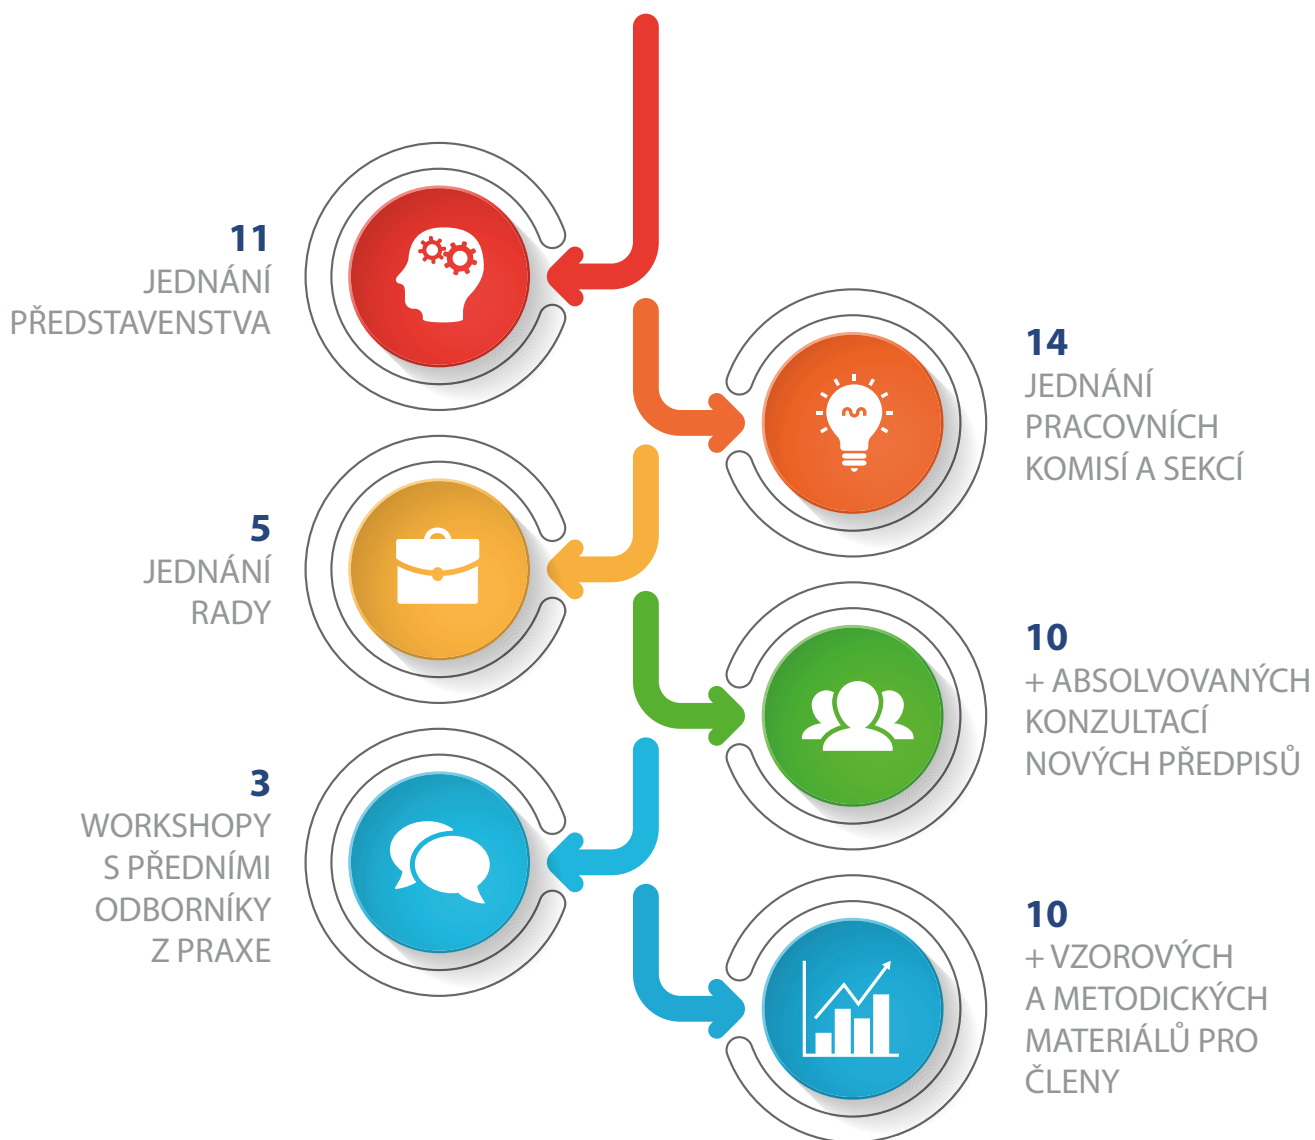 11
JEDNÁNÍ
PŘEDSTAVENSTVA
14
JEDNÁNÍ
PRACOVNÍCH
KOMISÍ A SEKCÍ
5
JEDNÁNÍ
RADY
10
+ ABSOLVOVANÝCH
KONZULTACÍ
NOVÝCH PŘEDPISŮ
3
WORKSHOPY
S PŘEDNÍMI
ODBORNÍKY
Z PRAXE
10
+ VZOROVÝCH
A METODICKÝCH
MATERIÁLŮ PRO
ČLENY